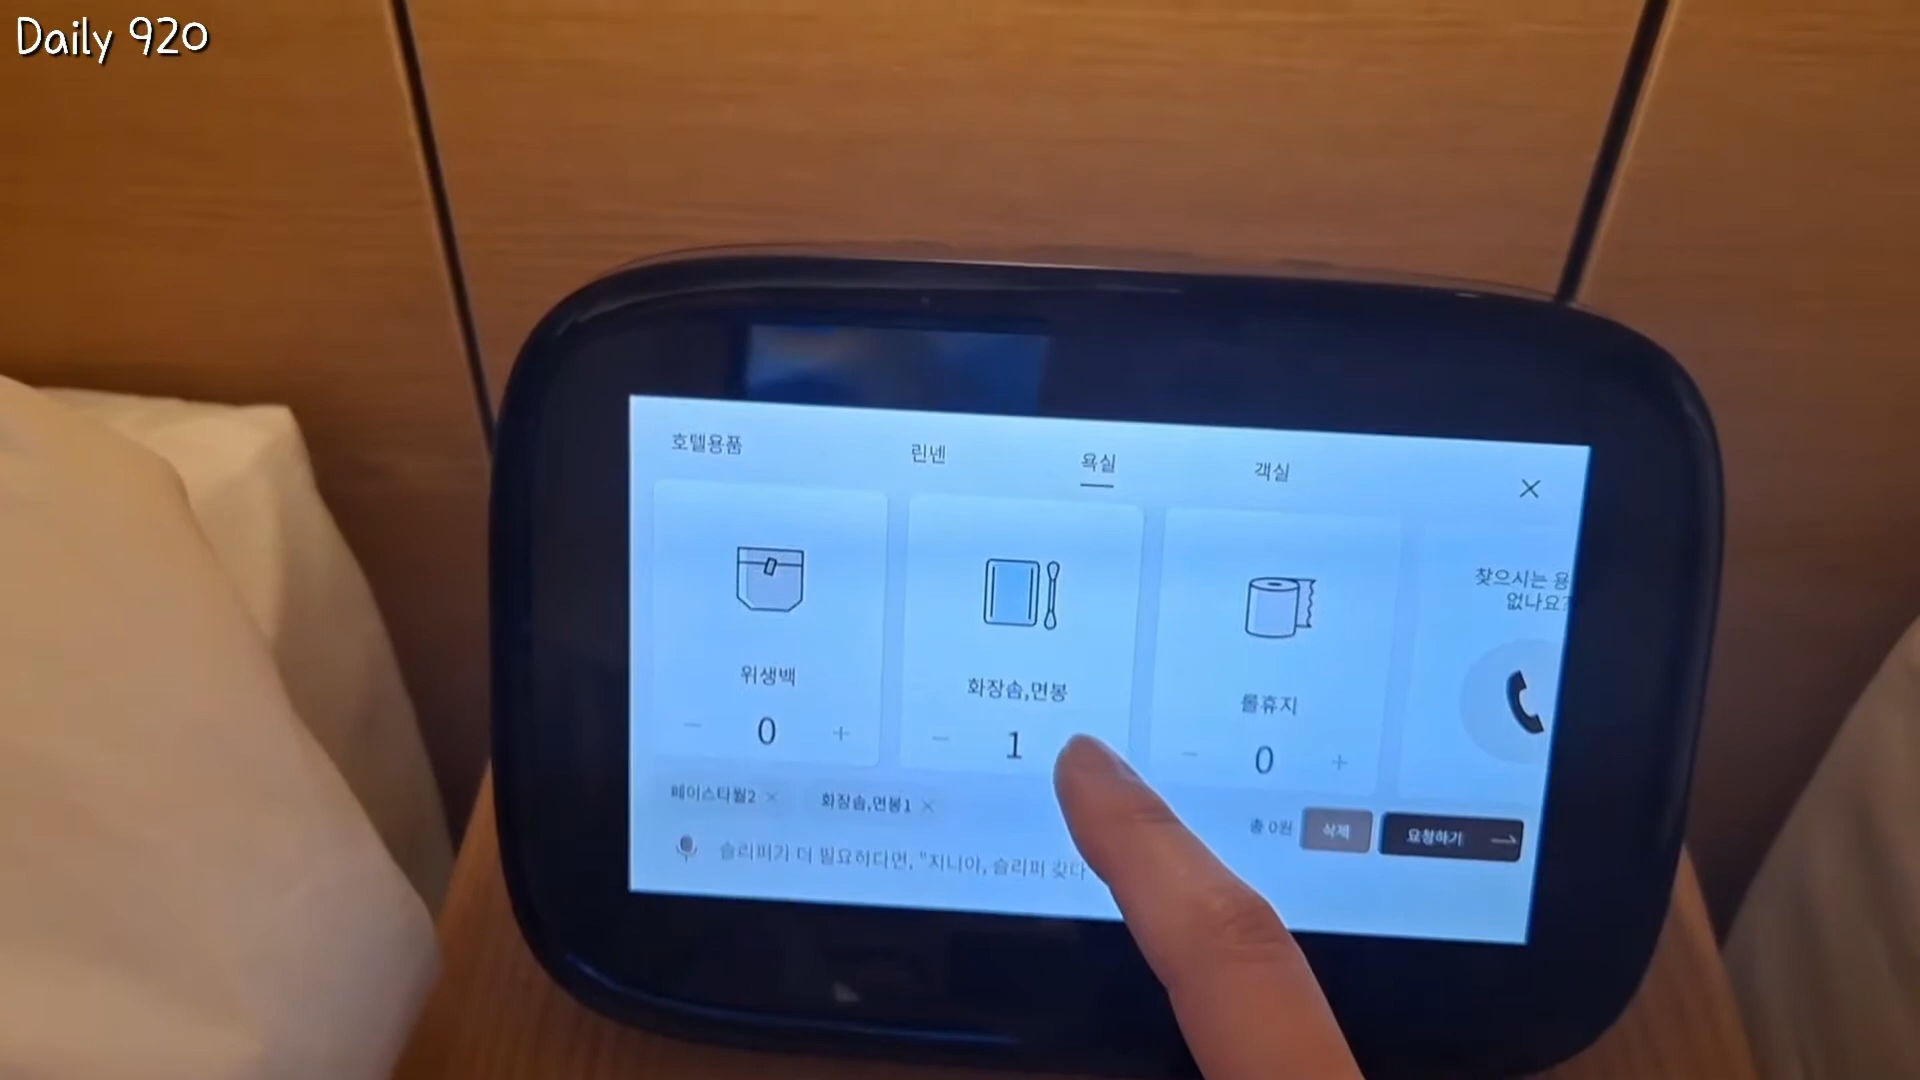 Daily 920
호텔용품 린넨 욕실 객실
찾으시는 용
없나요?
위생백
화장솜,면봉
롤휴지
0
1
0
페이스타월2
화장솜,면봉1
총 0원
삭제
요청하기
슬리퍼가 더 필요하다면, "지니야, 슬리퍼 갖다